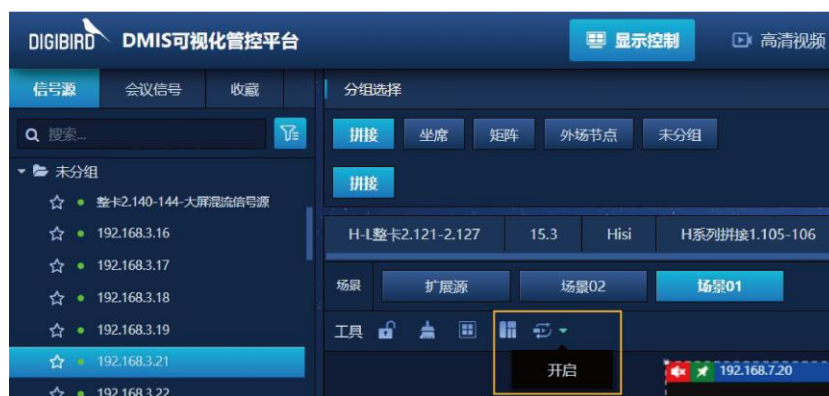 DIGIBIRD DMIS可视化管控平台 显示控制 高清视频
信号源 会议信号 收藏
分组选择
搜索...
拼接 坐席 矩阵 外场节点 未分组
未分组
拼接
整卡2.140-144-大屏混流信号源
192.168.3.16
H-L整卡2.121-2.127 15.3 Hisi H系列拼接1.105-106
192.168.3.17
192.168.3.18
场景 扩展源 场景02 场景01
192.168.3.19
工具
192.168.3.21
开启
192.168.7.20
192.168.3.22